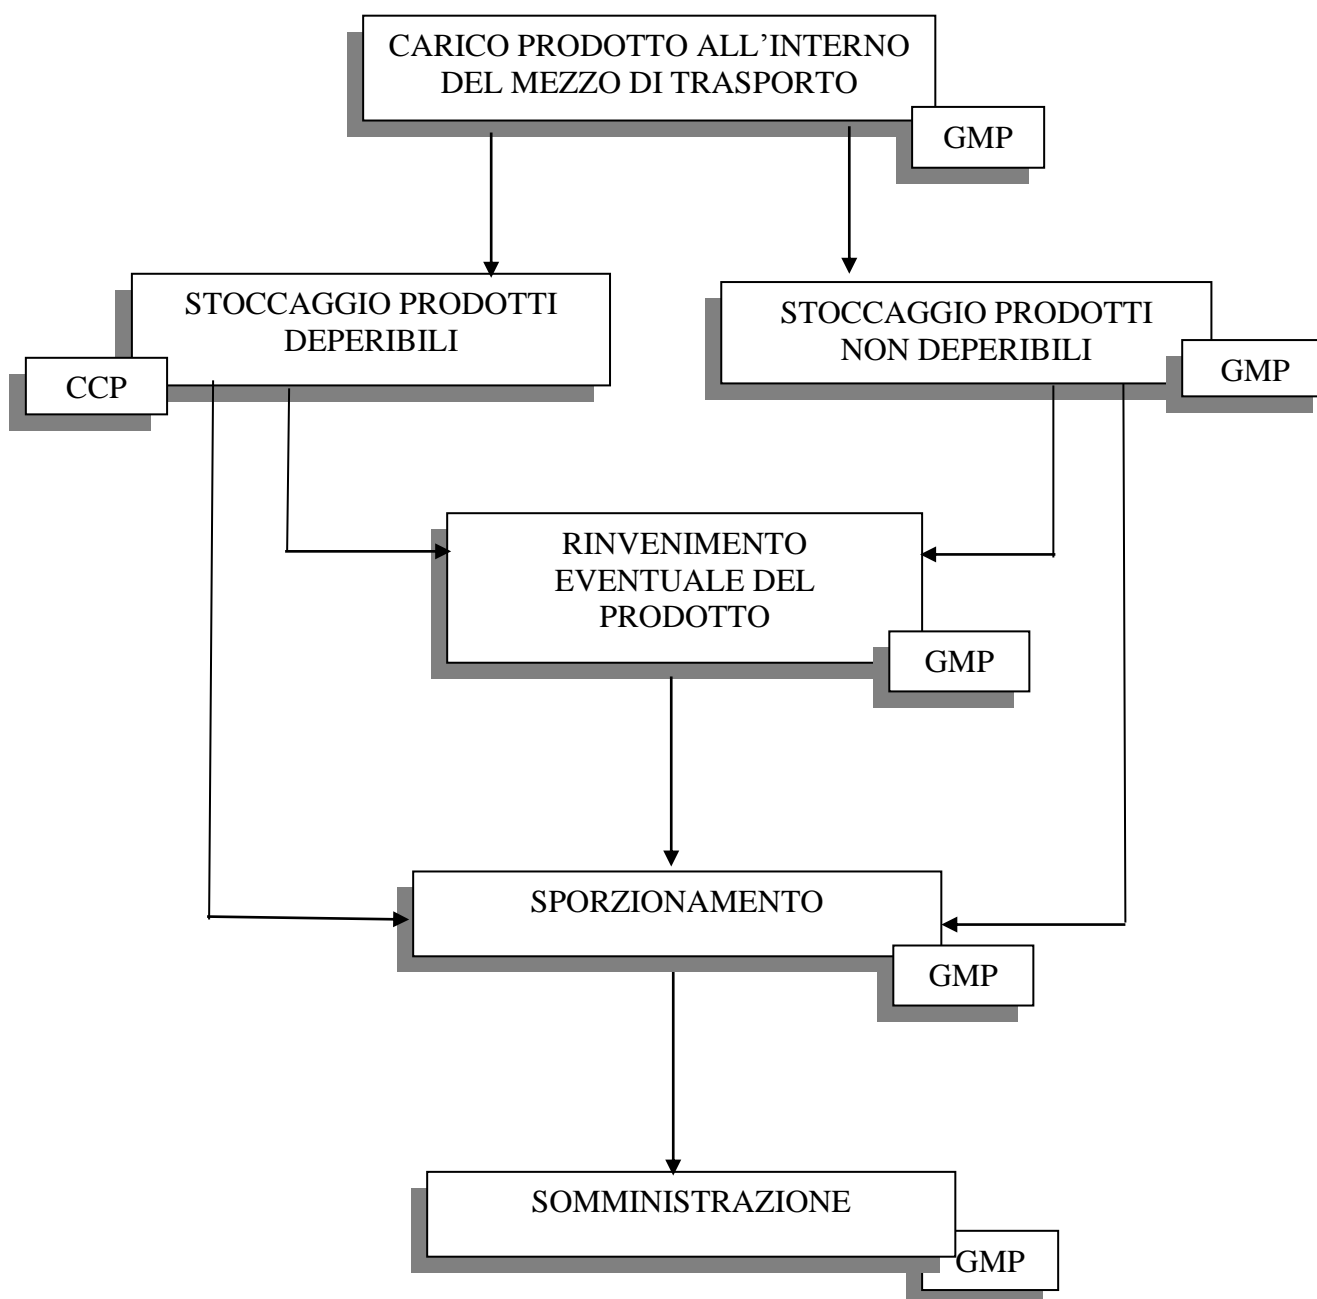 CARICO PRODOTTO ALL’INTERNO
DEL MEZZO DI TRASPORTO
GMP
STOCCAGGIO PRODOTTI
DEPERIBILI
CCP
STOCCAGGIO PRODOTTI
NON DEPERIBILI
GMP
RINVENIMENTO
EVENTUALE DEL
PRODOTTO
GMP
SPORZIONAMENTO
GMP
SOMMINISTRAZIONE
GMP